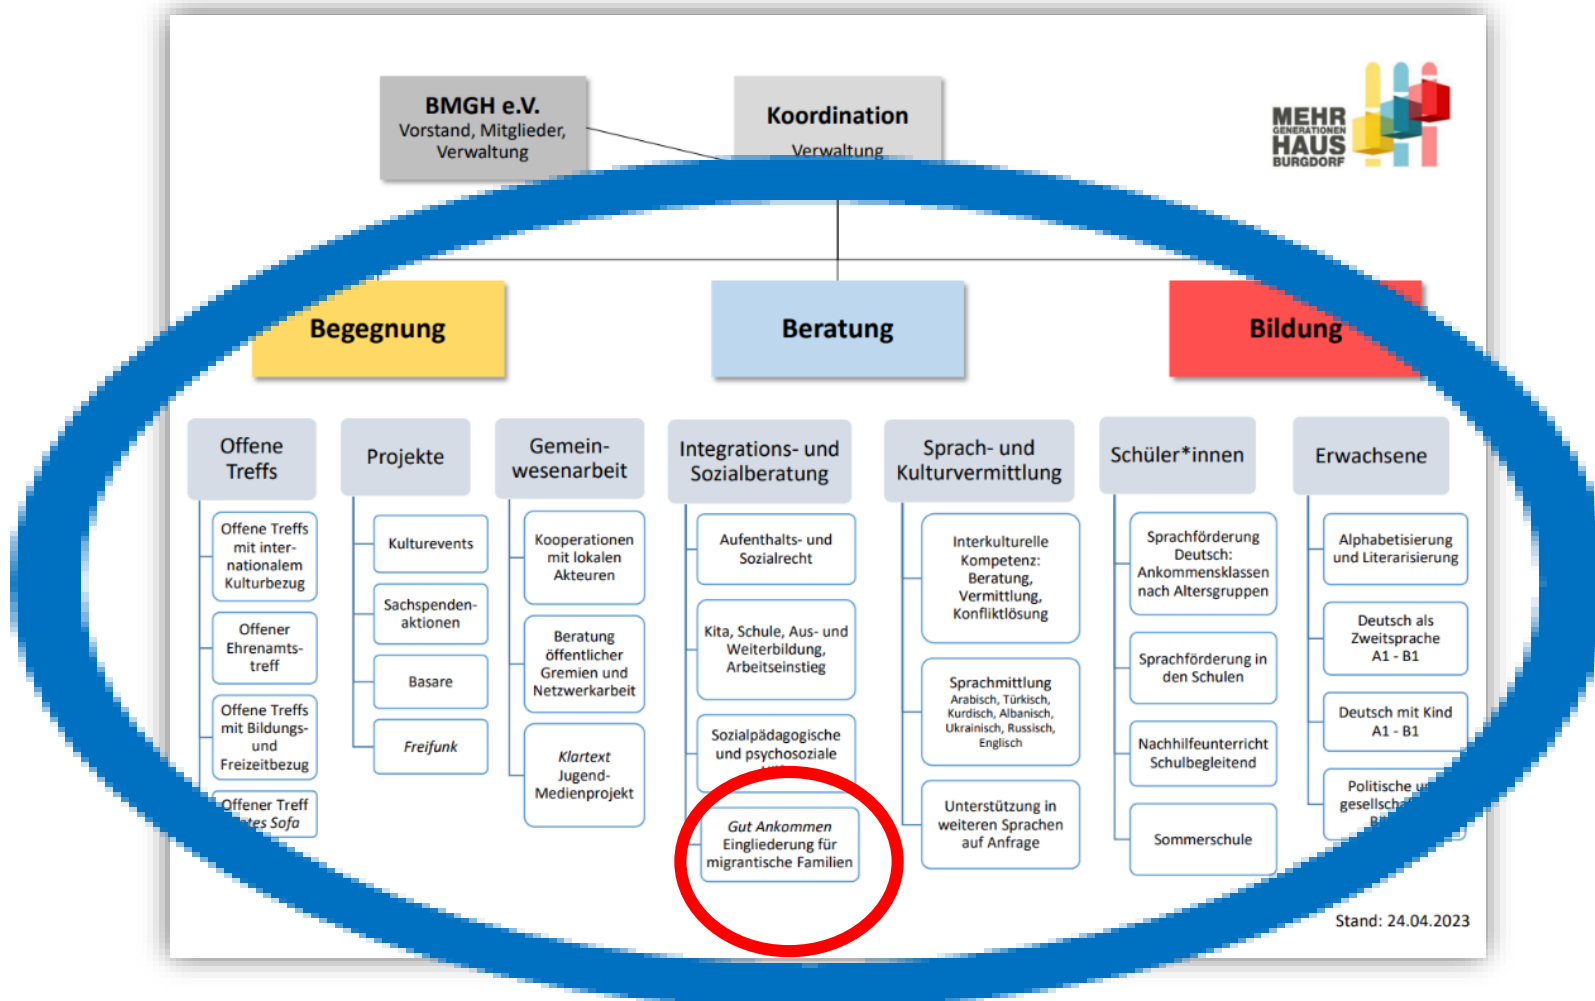 BMGH e.V.
Vorstand, Mitglieder,
Verwaltung
Koordination
Verwaltung
MEHR
GENERATIONEN
HAUS
BURGDORF
Begegnung
Beratung
Bildung
Offene
Treffs
Offene Treffs
mit inter-
nationalem
Kulturbezug
Offener
Ehrenamts-
treff
Offene Treffs
mit Bildungs-
und
Freizeitbezug
Offener Treff
Sofa
Projekte
Kulturevents
Sachspenden-
aktionen
Basare
Freifunk
Gemein-
wesenarbeit
Kooperationen
mit lokalen
Akteuren
Beratung
öffentlicher
Gremien und
Netzwerkarbeit
Klartext
Jugend-
Medienprojekt
Integrations- und
Sozialberatung
Aufenthalts- und
Sozialrecht
Kita, Schule, Aus- und
Weiterbildung,
Arbeitseinstieg
Sozialpädagogische
und psychosoziale
Gut Ankommen
Eingliederung für
migrantische Familien
Sprach- und
Kulturvermittlung
Interkulturelle
Kompetenz:
Beratung,
Vermittlung,
Konfliktlösung
Sprachmittlung
Arabisch, Türkisch,
Kurdisch, Albanisch,
Ukrainisch, Russisch,
Englisch
Unterstützung in
weiteren Sprachen
auf Anfrage
Schüler*innen
Sprachförderung
Deutsch:
Ankommensklassen
nach Altersgruppen
Sprachförderung in
den Schulen
Nachhilfeunterricht
Schulbegleitend
Sommerschule
Erwachsene
Alphabetisierung
und Literarisierung
Deutsch als
Zweitsprache
A1 - B1
Deutsch mit Kind
A1 - B1
Politische
Stand: 24.04.2023